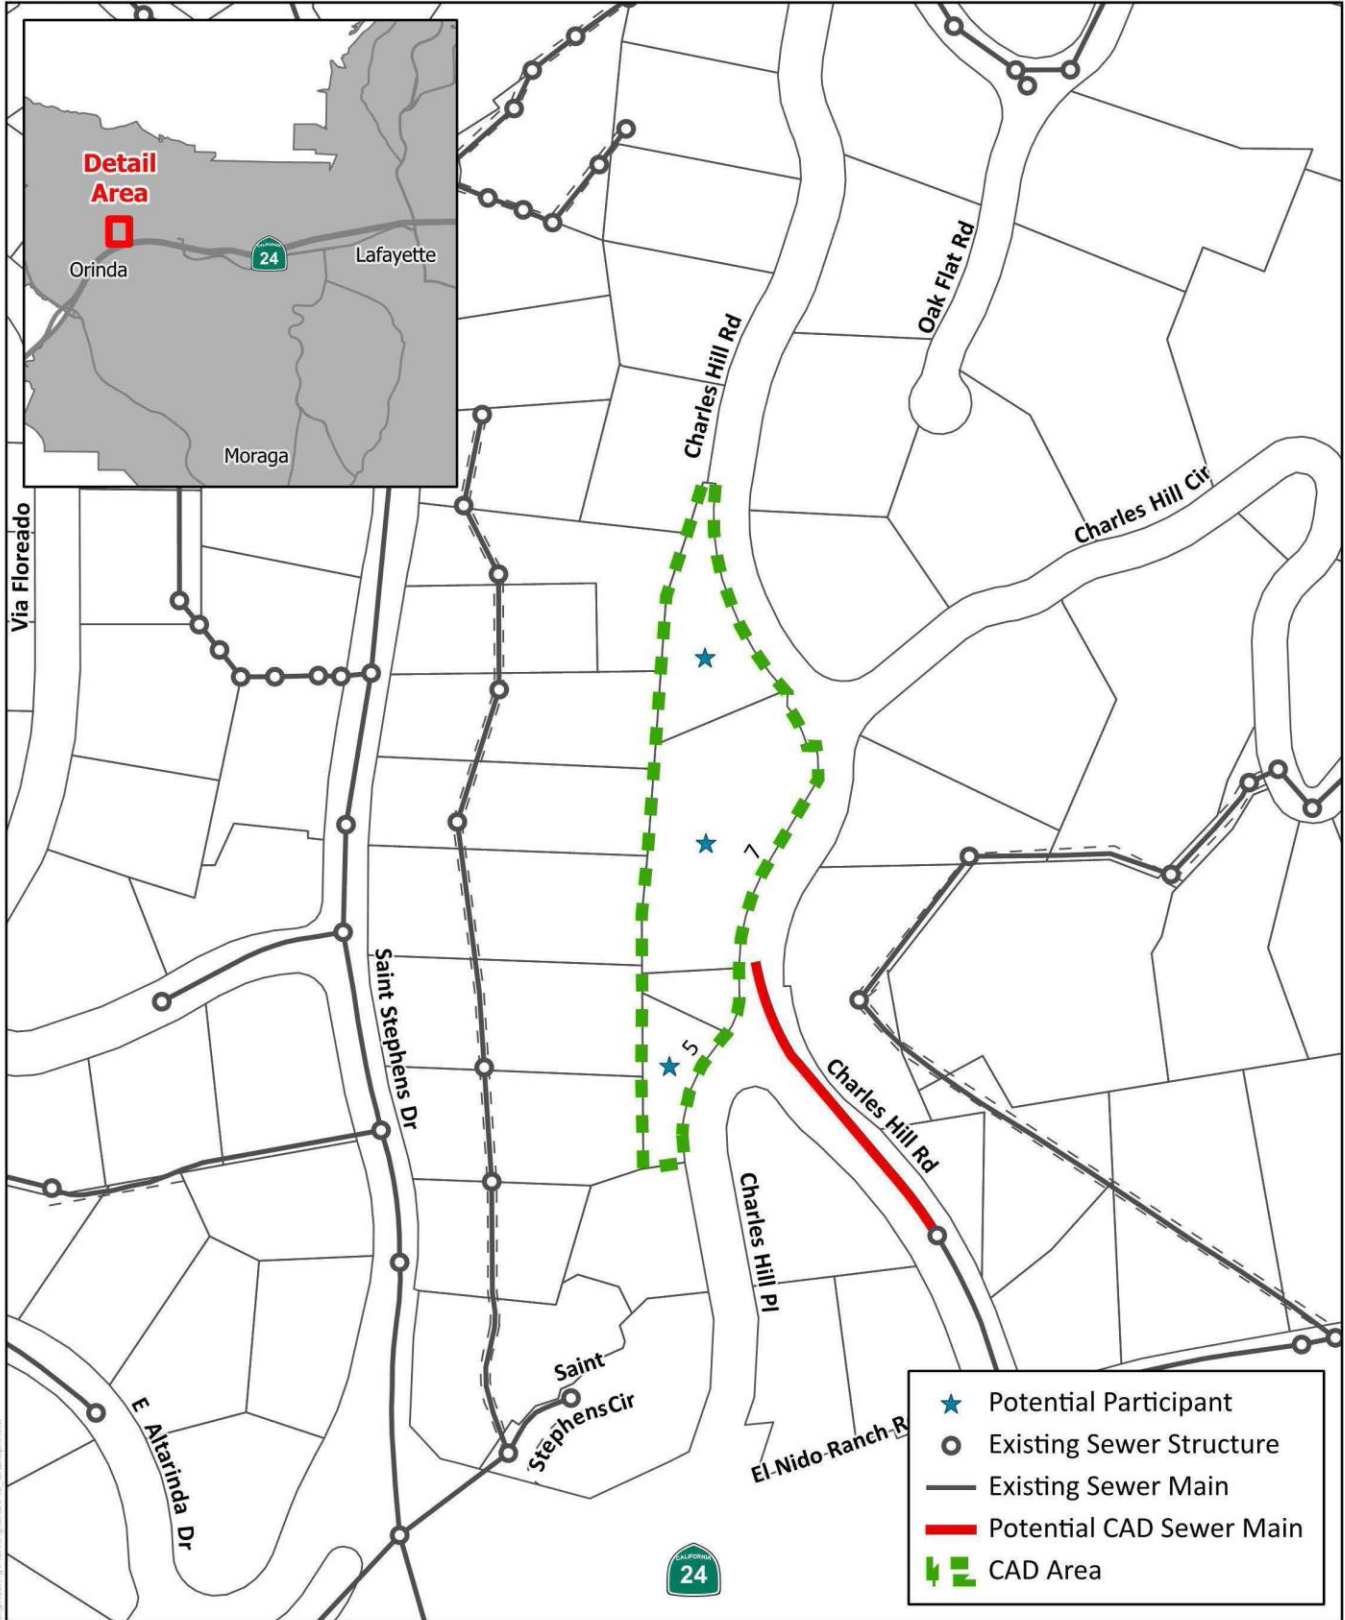 Detail
Area
Orinda
CALIFORNIA
24
Lafayette
Moraga
Oak Flat Rd
Charles Hill Rd
Charles Hill Cir
Via Floreado
7
5
Saint Stephens Dr
Charles Hill Rd
Charles Hill Pl
Saint
Stephens Cir
E Altarinda Dr
El-Nido-Ranch-R
CALIFORNIA
24
Potential Participant
Existing Sewer Structure
Existing Sewer Main
Potential CAD Sewer Main
CAD Area